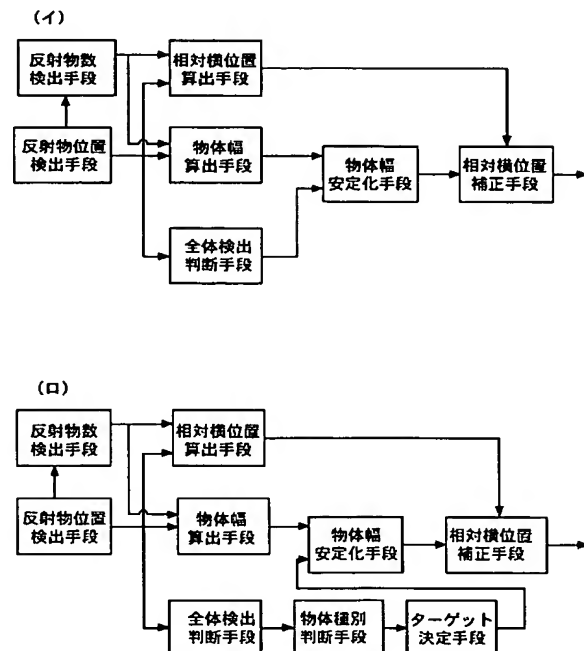 (イ)
反射物数
検出手段
相対横位置
算出手段
反射物位置
検出手段
物体幅
算出手段
物体幅
安定化手段
相対横位置
補正手段
全体検出
判断手段
(ロ)
反射物数
検出手段
相対横位置
算出手段
反射物位置
検出手段
物体幅
算出手段
物体幅
安定化手段
相対横位置
補正手段
全体検出
判断手段
物体種別
判断手段
ターゲット
決定手段